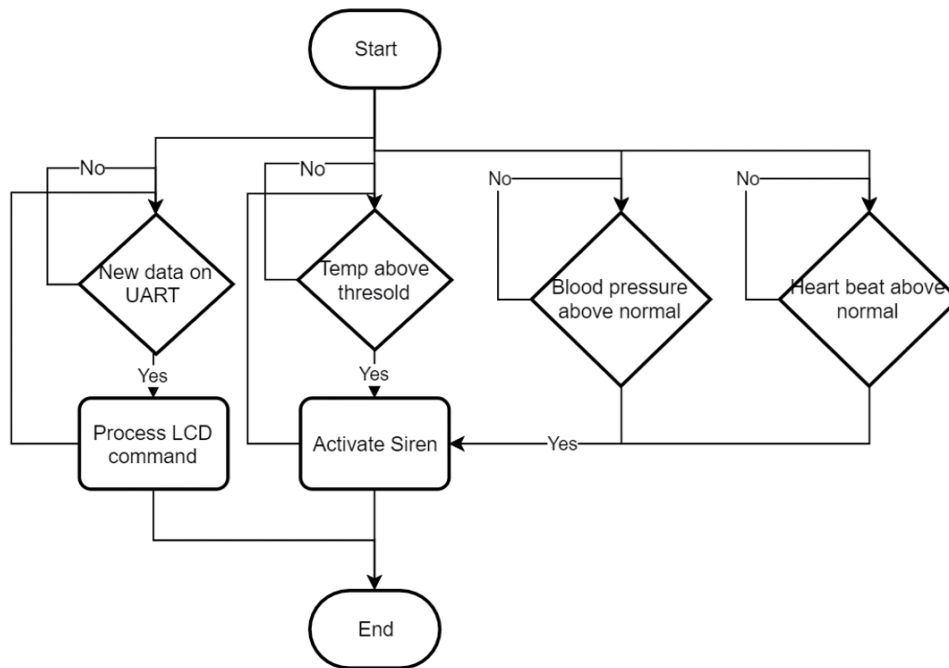 Start
No
No
No
No
New data on
UART
Temp above
thresold
Blood pressure
above normal
Heart beat above
normal
Yes
Yes
Process LCD
command
Activate Siren
Yes
End